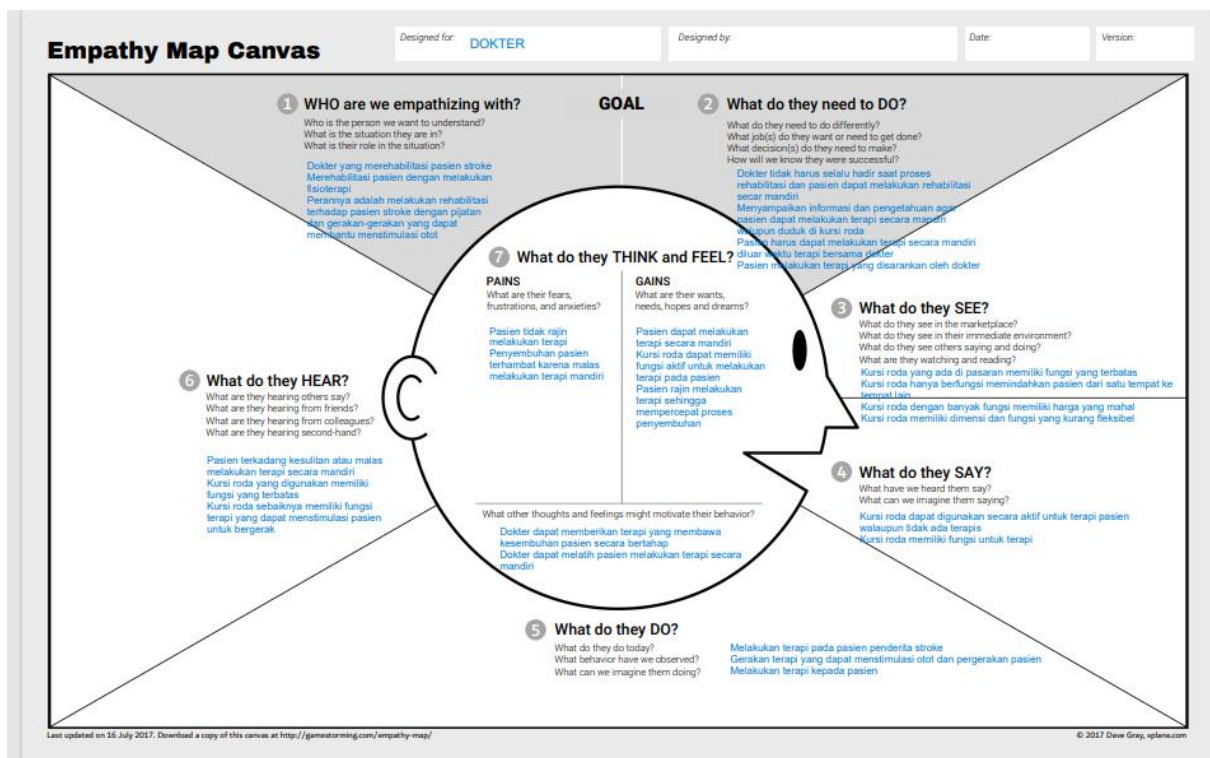 Empathy Map Canvas
Designed for:
DOKTER
Designed by:
Date:
Version:
1
WHO are we empathizing with?
Who is the person we want to understand?
What is the situation they are in?
What is their role in the situation?
Dokter yang merehabilitasi pasien stroke
Merehabilitasi pasien dengan melakukan
fisioterapi
Perannya adalah melakukan rehabilitasi
terhadap pasien stroke dengan pijatan
dan gerakan-gerakan yang dapat
membantu menstimulasi otot
GOAL
2
What do they need to DO?
What do they need to do differently?
What job(s) do they want or need to get done?
What decision(s) do they need to make?
How will we know they were successful?
Dokter tidak harus selalu hadir saat proses
rehabilitasi dan pasien dapat melakukan rehabilitasi
secar mandiri
Menyampaikan informasi dan pengetahuan agar
pasien dapat melakukan terapi secara mandiri
walupun duduk di kursi roda
Pasien harus dapat melakukan terapi secara mandiri
diluar waktu terapi bersama dokter
Pasien melakukan terapi yang disarankan oleh dokter
3
What do they SEE?
What do they see in the marketplace?
What do they see in their immediate environment?
What do they see others saying and doing?
What are they watching and reading?
Kursi roda yang ada di pasaran memiliki fungsi yang terbatas
Kursi roda hanya berfungsi memindahkan pasien dari satu tempat ke
tempat lain
Kursi roda dengan banyak fungsi memiliki harga yang mahal
Kursi roda memiliki dimensi dan fungsi yang kurang fleksibel
4
What do they SAY?
What have we heard them say?
What can we imagine them saying?
Kursi roda dapat digunakan secara aktif untuk terapi pasien
walaupun tidak ada terapis
Kursi roda memiliki fungsi untuk terapi
5
What do they DO?
What do they do today?
What behavior have we observed?
What can we imagine them doing?
Melakukan terapi pada pasien penderita stroke
Gerakan terapi yang dapat menstimulasi otot dan pergerakan pasien
Melakukan terapi kepada pasien
6
What do they HEAR?
What are they hearing others say?
What are they hearing from friends?
What are they hearing from colleagues?
What are they hearing second-hand?
Pasien terkadang kesulitan atau malas
melakukan terapi secara mandiri
Kursi roda yang digunakan memiliki
fungsi yang terbatas
Kursi roda sebaiknya memiliki fungsi
terapi yang dapat menstimulasi pasien
untuk bergerak
7
What do they THINK and FEEL?
PAINS
What are their fears,
frustrations, and anxieties?
Pasien tidak rajin
melakukan terapi
Penyembuhan pasien
terhambat karena malas
melakukan terapi mandiri
GAINS
What are their wants,
needs, hopes and dreams?
Pasien dapat melakukan
terapi secara mandiri
Kursi roda dapat memiliki
fungsi aktif untuk melakukan
terapi pada pasien
Pasien rajin melakukan
terapi sehingga
mempercepat proses
penyembuhan
What other thoughts and feelings might motivate their behavior?
Dokter dapat memberikan terapi yang membawa
kesembuhan pasien secara bertahap
Dokter dapat melatih pasien melakukan terapi secara
mandiri
Last updated on 16 July 2017. Download a copy of this canvas at http://gamestorming.com/empathy-map/
© 2017 Dave Gray, xplane.com